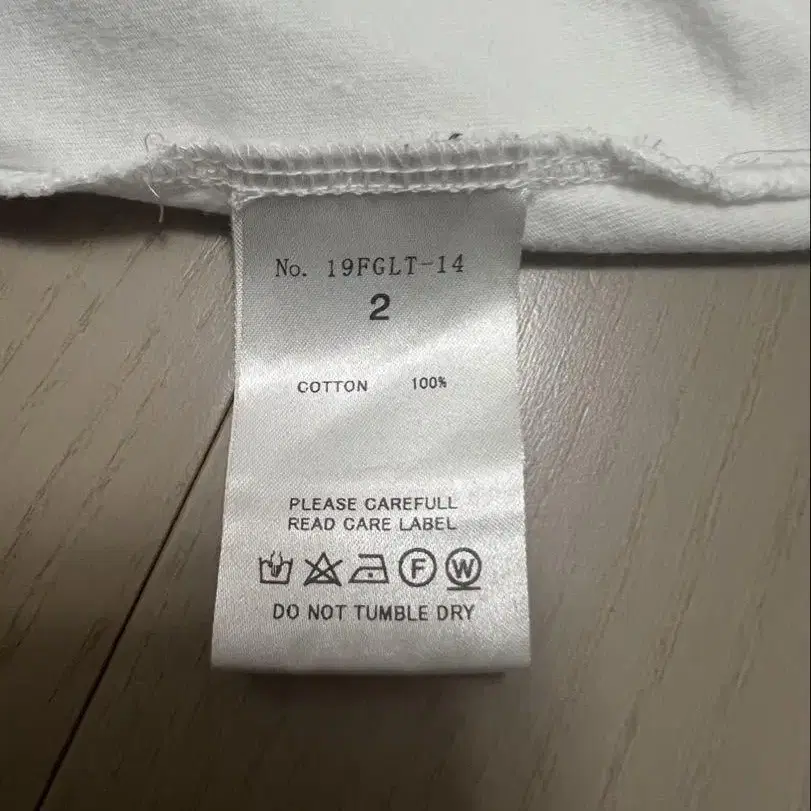 No. 19FGLT-14
2
COTTON 100%
PLEASE CAREFULL
READ CARE LABEL
F W
DO NOT TUMBLE DRY